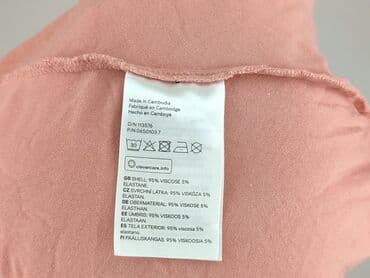 Made in Cambodia
Fabriqué en Cambodge
Hecho en Camboya
O/N 113576
P/N 0650103.7
30
clevercare.info
GB SHELL: 95% VISCOSE 5%
ELASTANE.
CZ SVRCHNÍ LÁTKA: 95% VISKÓZA 5%
ELASTAN.
DE OBERMATERIAL: 95% VISKOSE 5%
ELASTHAN.
EE ÜMBRIS: 95% VISKOOS 5%
ELASTAAN.
ES TELA EXTERIOR: 95% viscosa 5%
elastano.
FI PÄÄLLISKANGAS: 95% VISKOOSIA 5%